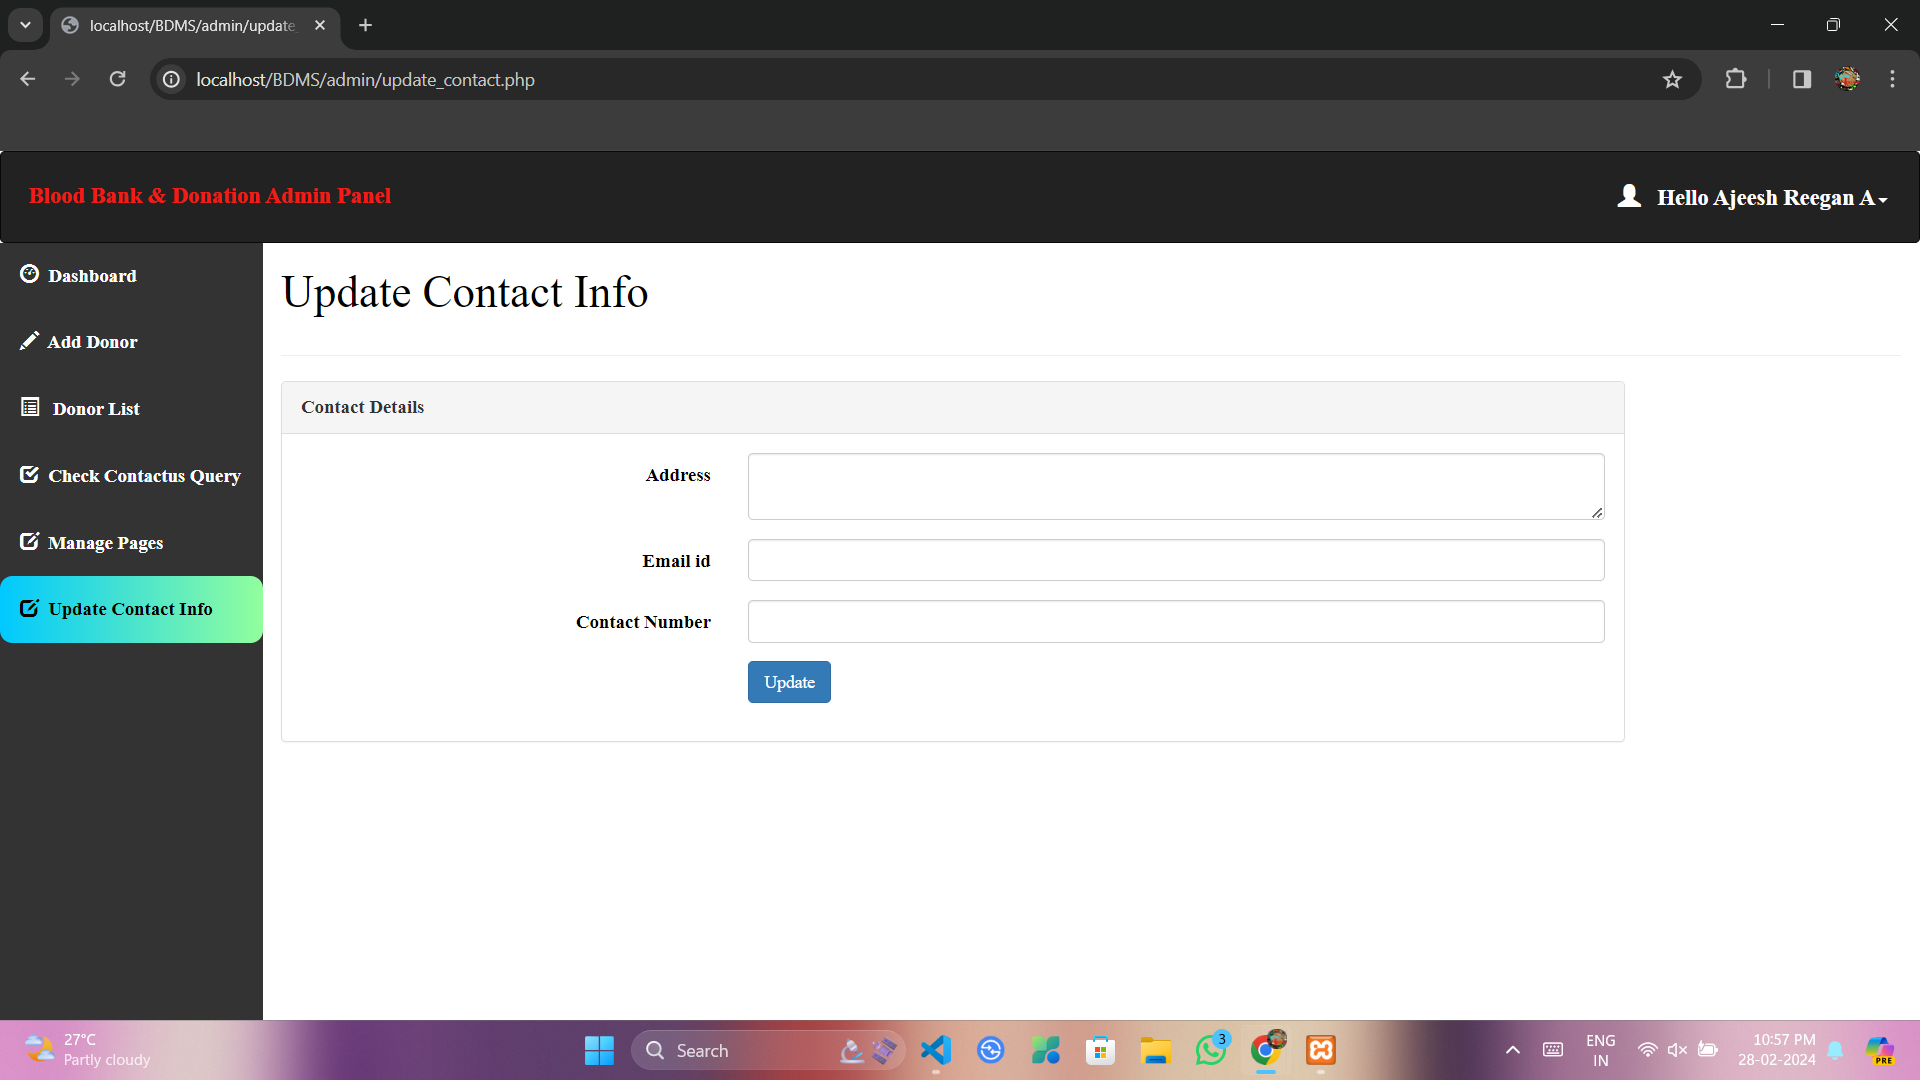 localhost/BDMS/admin/update_
localhost/BDMS/admin/update_contact.php
Blood Bank & Donation Admin Panel
Hello Ajeesh Reegan A
Dashboard
Add Donor
Donor List
Check Contactus Query
Manage Pages
Update Contact Info
Update Contact Info
Contact Details
Address
Email id
Contact Number
Update
27°C
Partly cloudy
Search
3
ENG
IN
10:57 PM
28-02-2024
PRE